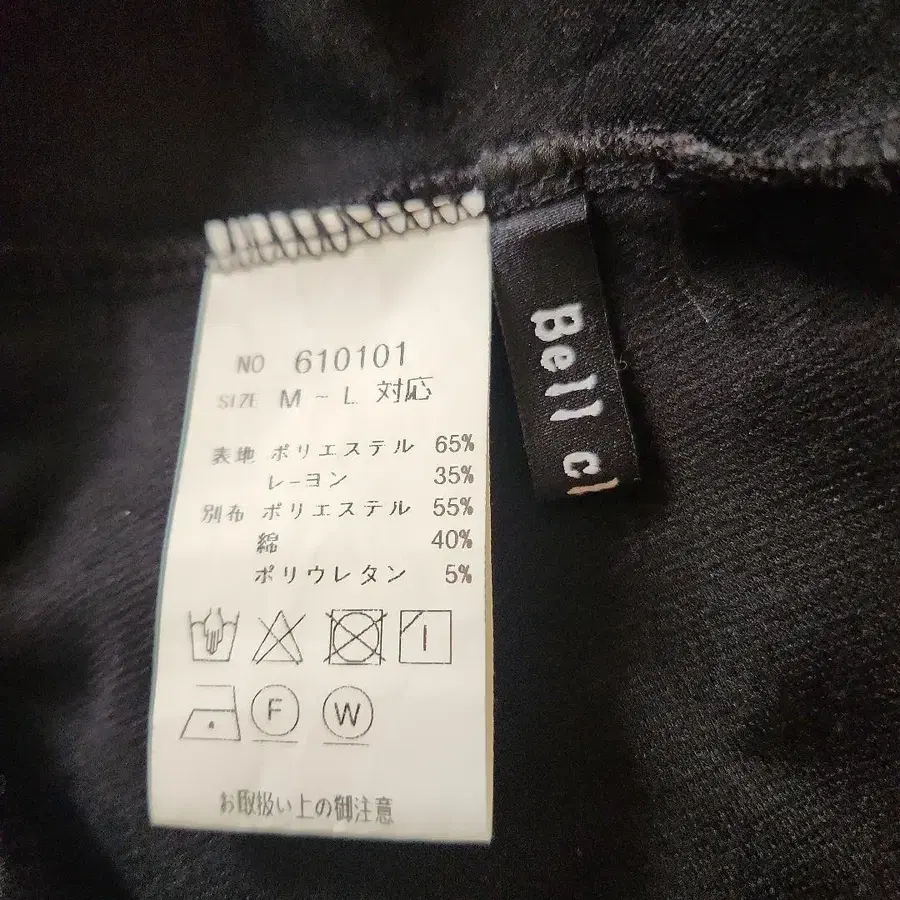 NO 610101
SIZE M ~ L 対応
表地 ポリエステル 65%
レーヨン 35%
別布 ポリエステル 55%
綿 40%
ポリウレタン 5%
F W
お取扱い上の御注意
Bell